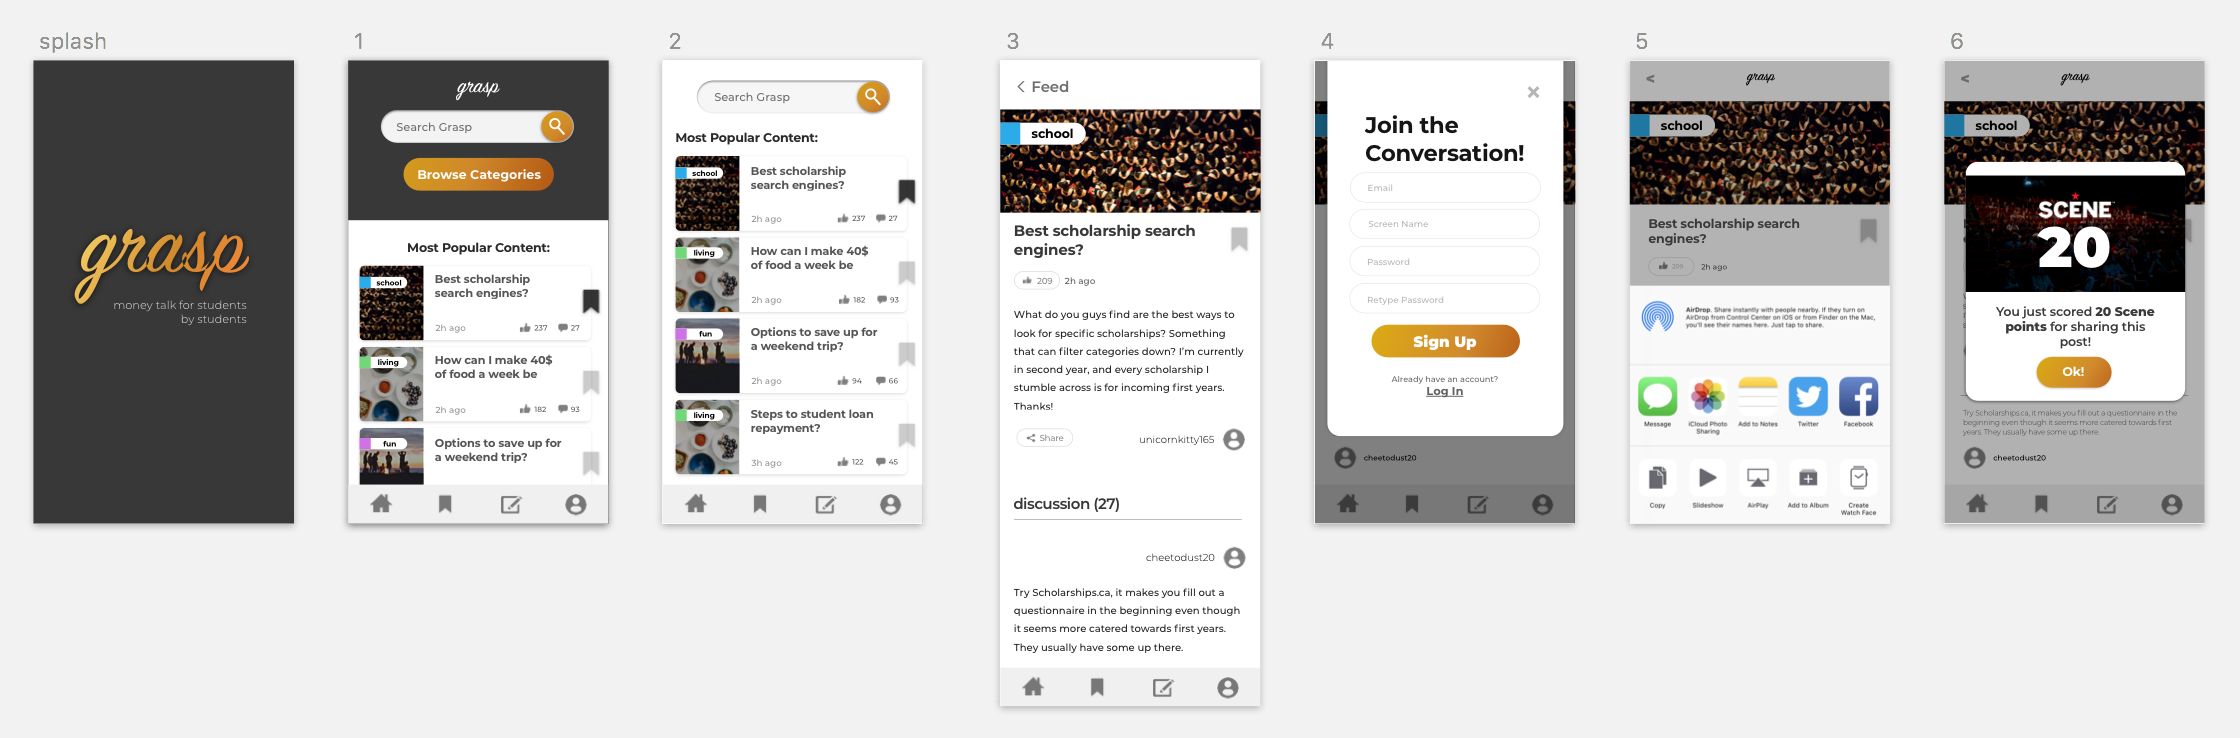 splash
grasp
money talk for students
by students
1
grasp
Search Grasp
Browse Categories
Most Popular Content:
school
Best scholarship
search engines?
2h ago
237
27
living
How can I make 40$
of food a week be
2h ago
182
93
fun
Options to save up for
a weekend trip?
2
Search Grasp
Most Popular Content:
school
Best scholarship
search engines?
2h ago
237
27
living
How can I make 40$
of food a week be
2h ago
182
93
fun
Options to save up for
a weekend trip?
2h ago
94
66
living
Steps to student loan
repayment?
3h ago
122
45
3
< Feed
school
Best scholarship search
engines?
209
2h ago
What do you guys find are the best ways to
look for specific scholarships? Something
that can filter categories down? I'm currently
in second year, and every scholarship I
stumble across is for incoming first years.
Thanks!
Share
unicornkitty165
discussion (27)
cheetodust20
Try Scholarships.ca, it makes you fill out a
questionnaire in the beginning even though
it seems more catered towards first years.
They usually have some up there.
4
Join the
Conversation!
Email
Screen Name
Password
Retype Password
Sign Up
Already have an account?
Log In
cheetodust20
5
<
grasp
school
Best scholarship search
engines?
209
2h ago
AirDrop. Share instantly with people nearby. If they turn on
AirDrop from Control Center on iOS or from Finder on the Mac,
you'll see their names here. Just tap to share.
Message
iCloud Photo
Sharing
Add to Notes
Twitter
Facebook
Copy
Slideshow
AirPlay
Add to Album
Create
Watch Face
6
<
grasp
school
SCENE
20
You just scored 20 Scene
points for sharing this
post!
Ok!
Try Scholarships.ca, it makes you fill out a questionnaire in the
beginning even though it seems more catered towards first
years. They usually have some up there.
cheetodust20